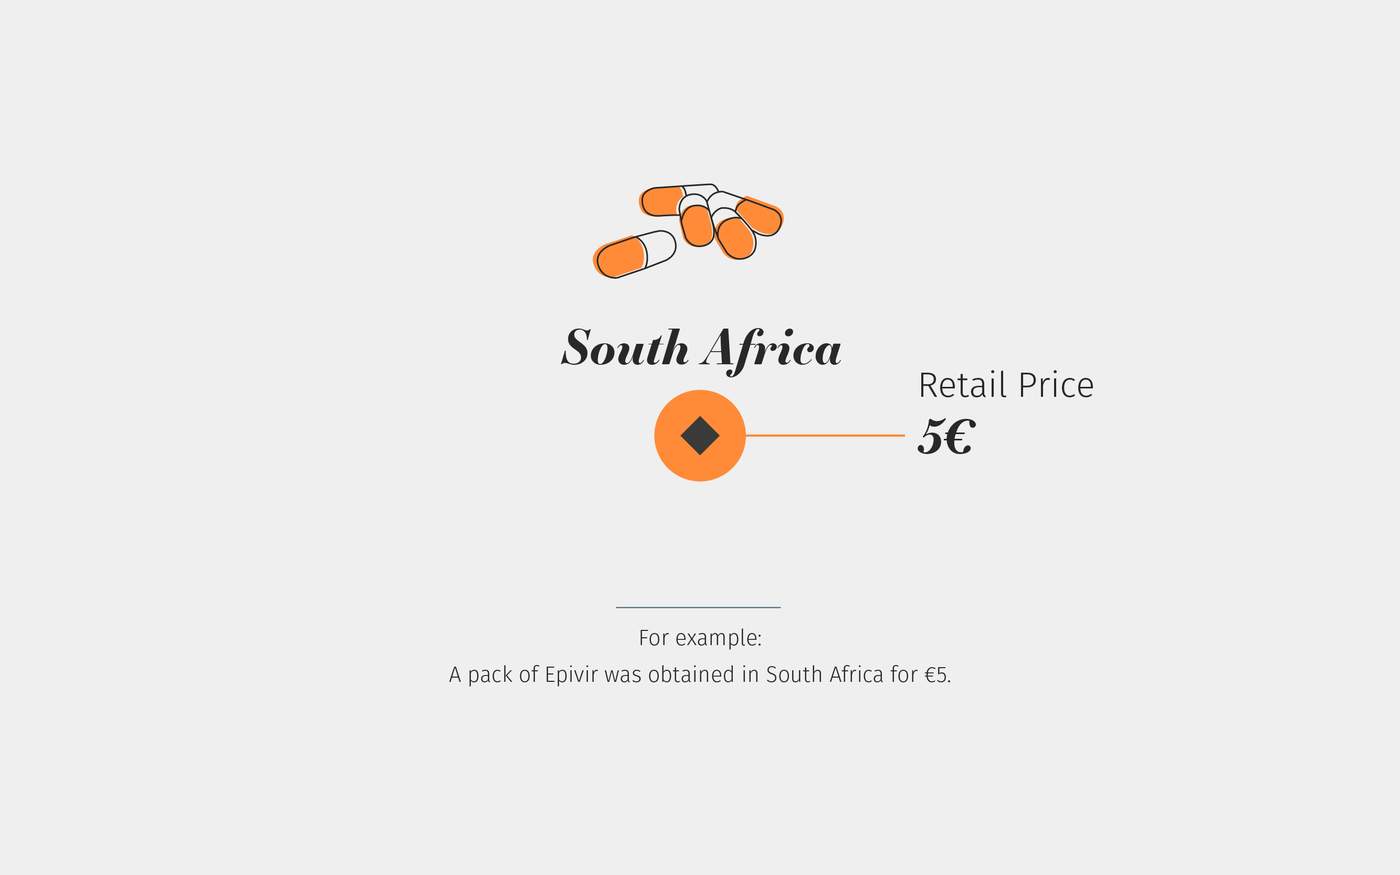 South Africa
Retail Price
5€
For example:
A pack of Epivir was obtained in South Africa for €5.